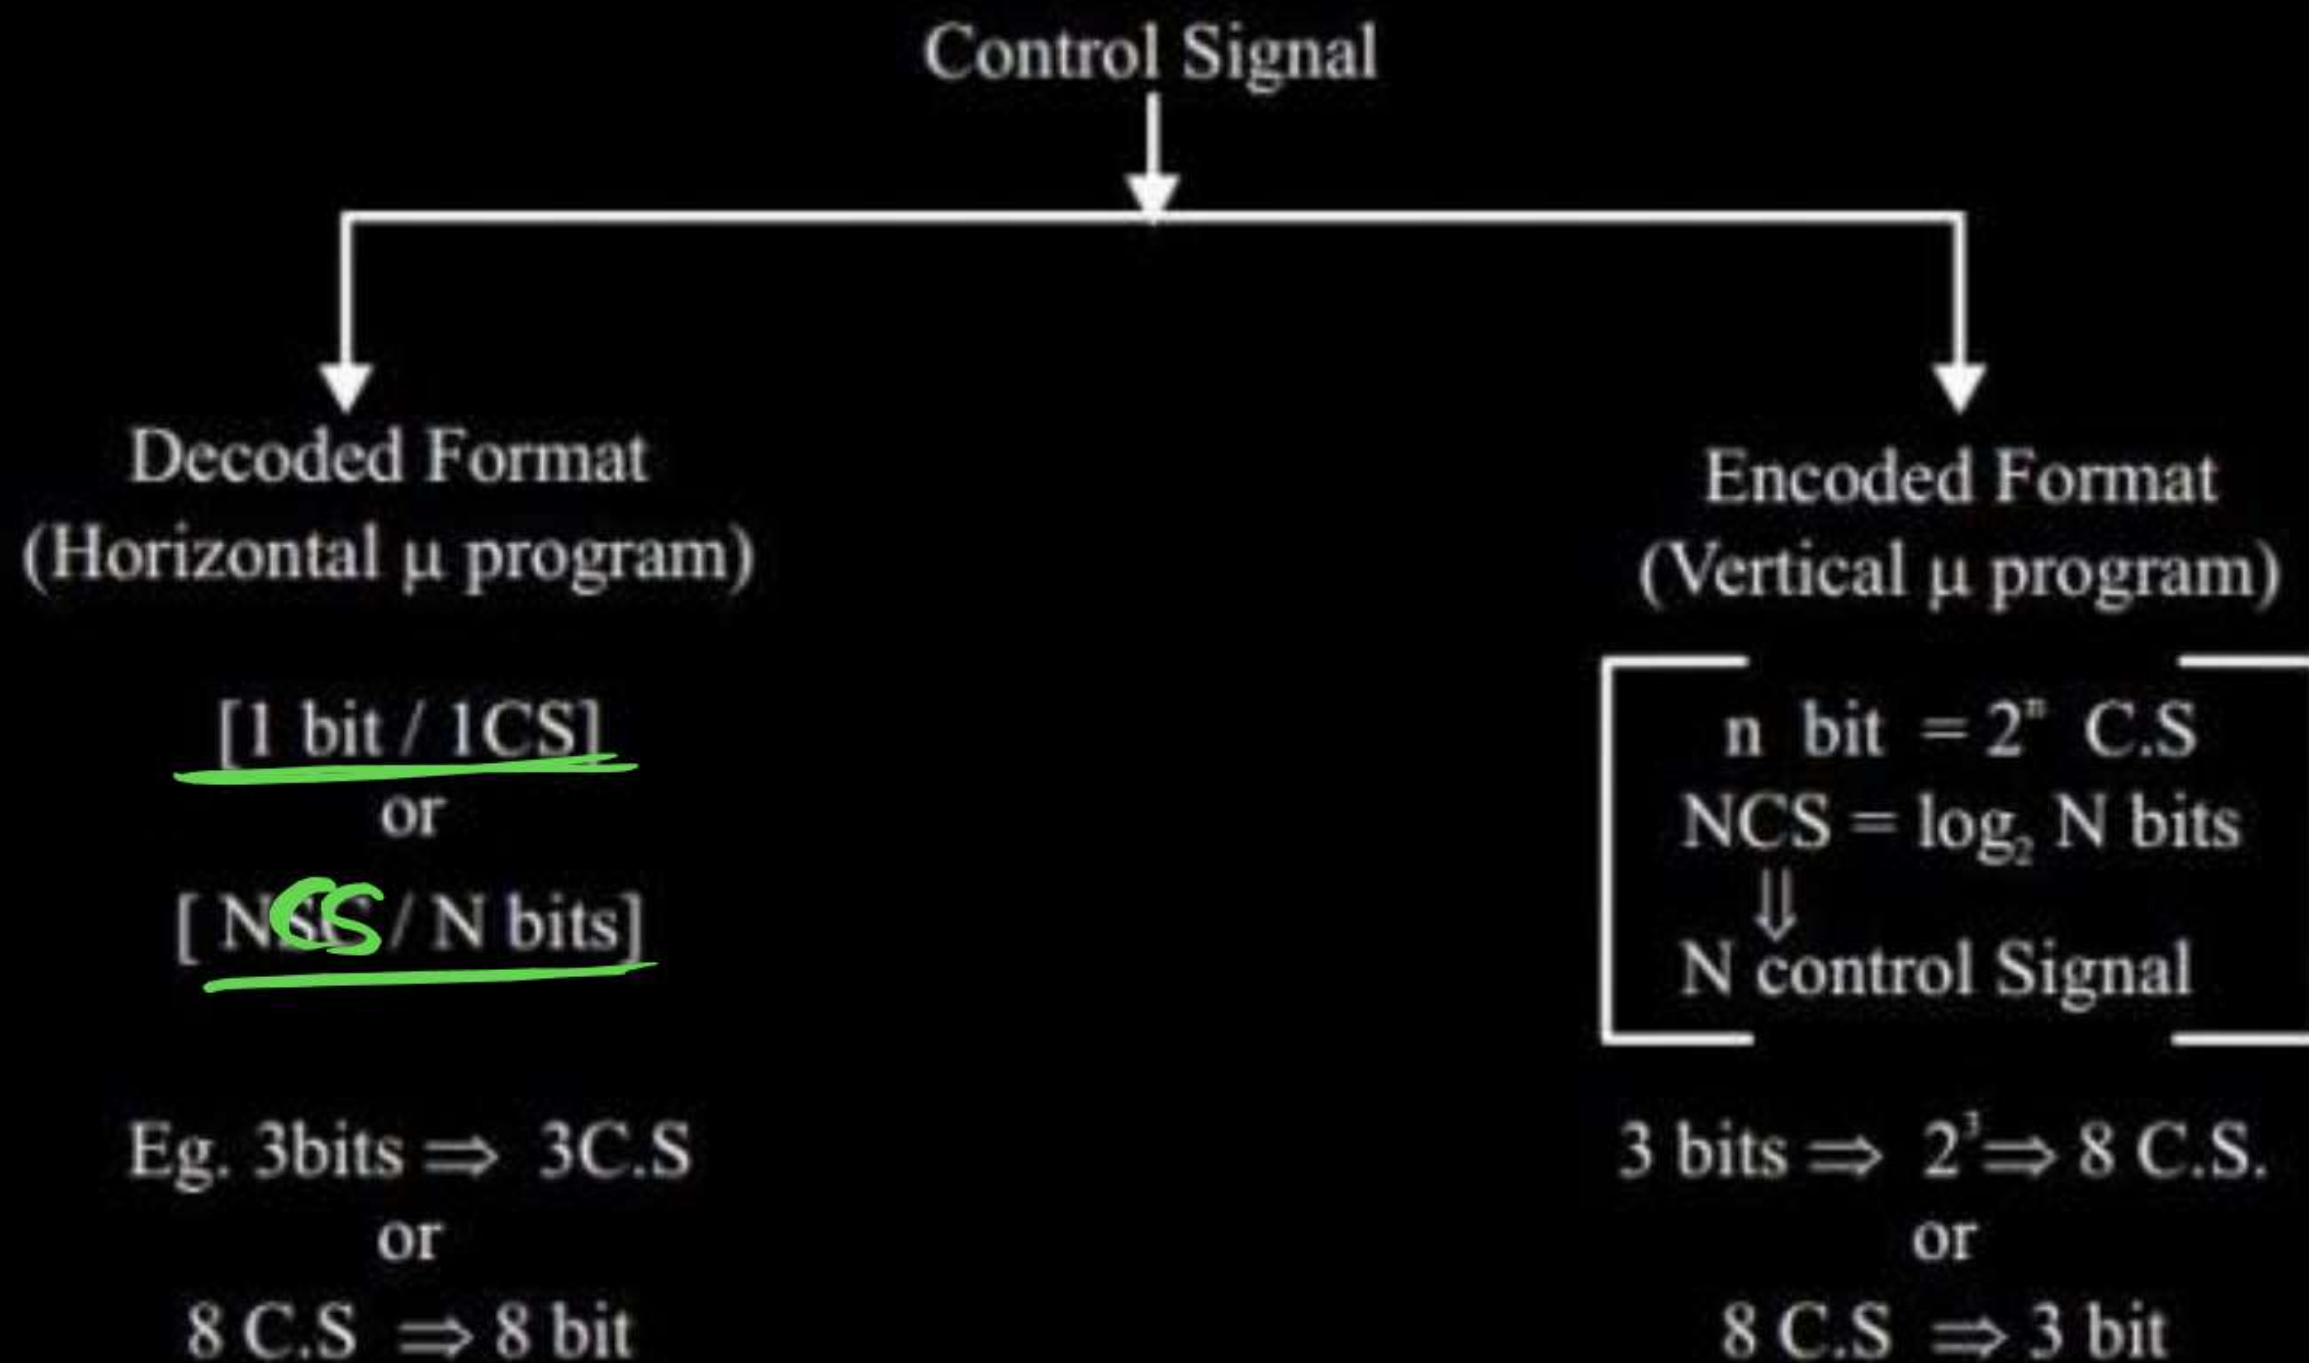 Control Signal
Decoded Format
(Horizontal μ program)
[1 bit / 1CS]
or
[ NCS / N bits]
Eg. 3bits ⇒ 3C.S
or
8 C.S ⇒ 8 bit
Encoded Format
(Vertical μ program)
n bit = 2ⁿ C.S
NCS = log₂ N bits
⇓
N control Signal
3 bits ⇒ 2³ ⇒ 8 C.S.
or
8 C.S ⇒ 3 bit